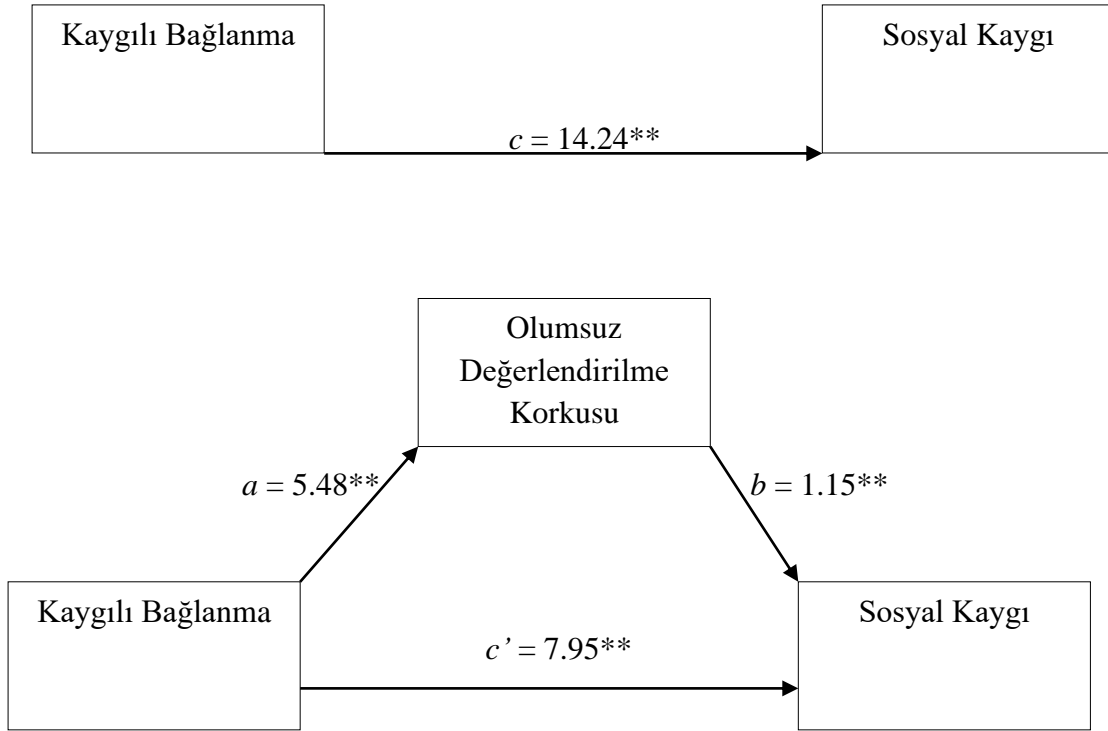 Kaygılı Bağlanma
Sosyal Kaygı
c = 14.24**
Olumsuz
Değerlendirilme
Korkusu
a = 5.48**
b = 1.15**
Kaygılı Bağlanma
Sosyal Kaygı
c’ = 7.95**